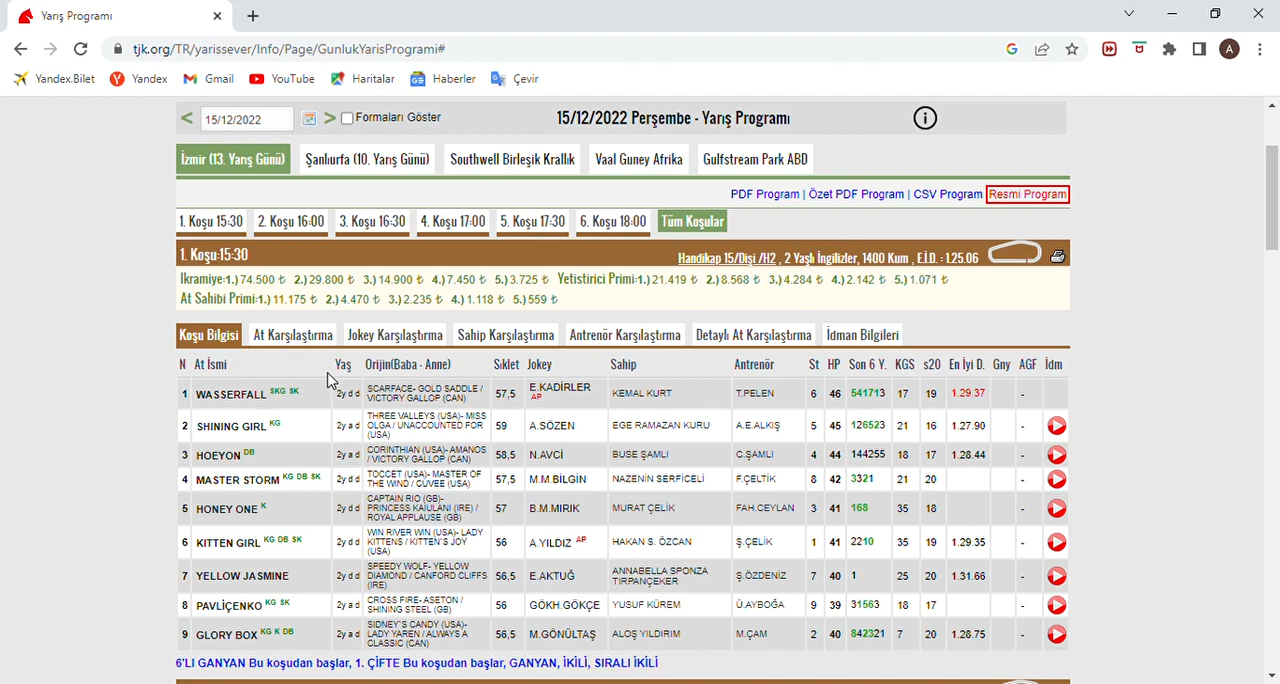 Yarış Programı
tjk.org/TR/yarissever/Info/Page/GunlukYarisProgrami#
A
Yandex.Bilet Yandex Gmail YouTube Haritalar Haberler Çevir
< 15/12/2022 > Formaları Göster 15/12/2022 Perşembe - Yarış Programı
İzmir (13. Yarış Günü) Şanlıurfa (10. Yarış Günü) Southwell Birleşik Krallık Vaal Guney Afrika Gulfstream Park ABD
PDF Program | Özet PDF Program | CSV Program Resmi Program
1. Koşu 15:30 2. Koşu 16:00 3. Koşu 16:30 4. Koşu 17:00 5. Koşu 17:30 6. Koşu 18:00 Tüm Koşular
1. Koşu:15:30 Handikap 15/Dişi /H2 , 2 Yaşlı İngilizler, 1400 Kum , E.İ.D. : 1.25.06
İkramiye:1.) 74.500 ₺ 2.) 29.800 ₺ 3.) 14.900 ₺ 4.) 7.450 ₺ 5.) 3.725 ₺ Yetistirici Primi:1.) 21.419 ₺ 2.) 8.568 ₺ 3.) 4.284 ₺ 4.) 2.142 ₺ 5.) 1.071 ₺
At Sahibi Primi:1.) 11.175 ₺ 2.) 4.470 ₺ 3.) 2.235 ₺ 4.) 1.118 ₺ 5.) 559 ₺
Koşu Bilgisi At Karşılaştırma Jokey Karşılaştırma Sahip Karşılaştırma Antrenör Karşılaştırma Detaylı At Karşılaştırma İdman Bilgileri
N At İsmi Yaş Orijin(Baba - Anne) Sıklet Jokey Sahip Antrenör St HP Son 6 Y. KGS s20 En İyi D. Gny AGF İdm
1 WASSERFALL SKG SK 2y d d SCARFACE- GOLD SADDLE / VICTORY GALLOP (CAN) 57,5 E.KADİRLER AP KEMAL KURT T.PELEN 6 46 541713 17 19 1.29.37 -
2 SHINING GIRL KG 2y a d THREE VALLEYS (USA)- MISS OLGA / UNACCOUNTED FOR (USA) 59 A.SÖZEN EGE RAMAZAN KURU A.E.ALKIŞ 5 45 126523 21 16 1.27.90 -
3 HOEYON DB 2y a d CORINTHIAN (USA)- AMANOS / VICTORY GALLOP (CAN) 58,5 N.AVCİ BUSE ŞAMLI C.ŞAMLI 4 44 144255 18 17 1.28.44 -
4 MASTER STORM KG DB SK 2y d d TOCCET (USA)- MASTER OF THE WIND / CUVEE (USA) 57,5 M.M.BİLGİN NAZENİN SERFİCELİ F.ÇELTİK 8 42 3321 21 20 -
5 HONEY ONE K 2y d d CAPTAIN RIO (GB)- PRINCESS KAIULANI (IRE) / ROYAL APPLAUSE (GB) 57 B.M.MIRIK MURAT ÇELİK FAH.CEYLAN 3 41 168 35 18 -
6 KITTEN GIRL KG DB SK 2y d d WIN RIVER WIN (USA)- LADY KITTENS / KITTEN'S JOY (USA) 56 A.YILDIZ AP HAKAN S. ÖZCAN Ş.ÇELİK 1 41 2210 35 19 1.29.35 -
7 YELLOW JASMINE 2y d d SPEEDY WOLF- YELLOW DIAMOND / CANFORD CLIFFS (IRE) 56,5 E.AKTUĞ ANNABELLA SPONZA TIRPANÇEKER Ş.ÖZDENİZ 7 40 1 25 20 1.31.66 -
8 PAVLİÇENKO KG SK 2y a d CROSS FIRE- ASETON / SHINING STEEL (GB) 56 GÖKH.GÖKÇE YUSUF KÜREM Ü.AYBOĞA 9 39 31563 18 17 -
9 GLORY BOX KG K DB 2y a d SIDNEY'S CANDY (USA)- LADY YAREN / ALWAYS A CLASSIC (CAN) 56,5 M.GÖNÜLTAŞ ALOŞ YILDIRIM M.ÇAM 2 40 842321 7 20 1.28.75 -
6'LI GANYAN Bu koşudan başlar, 1. ÇİFTE Bu koşudan başlar, GANYAN, İKİLİ, SIRALI İKİLİ